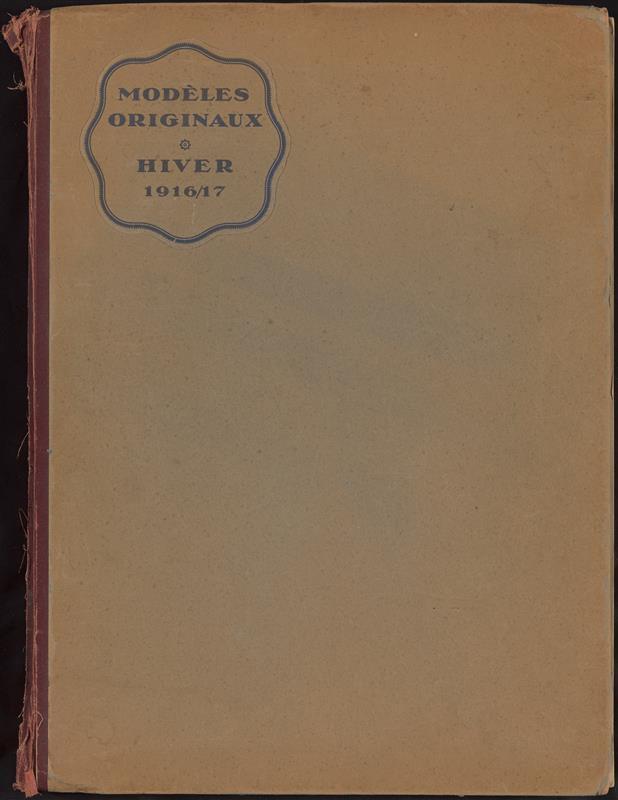 MODÈLES
ORIGINAUX
HIVER
1916/17